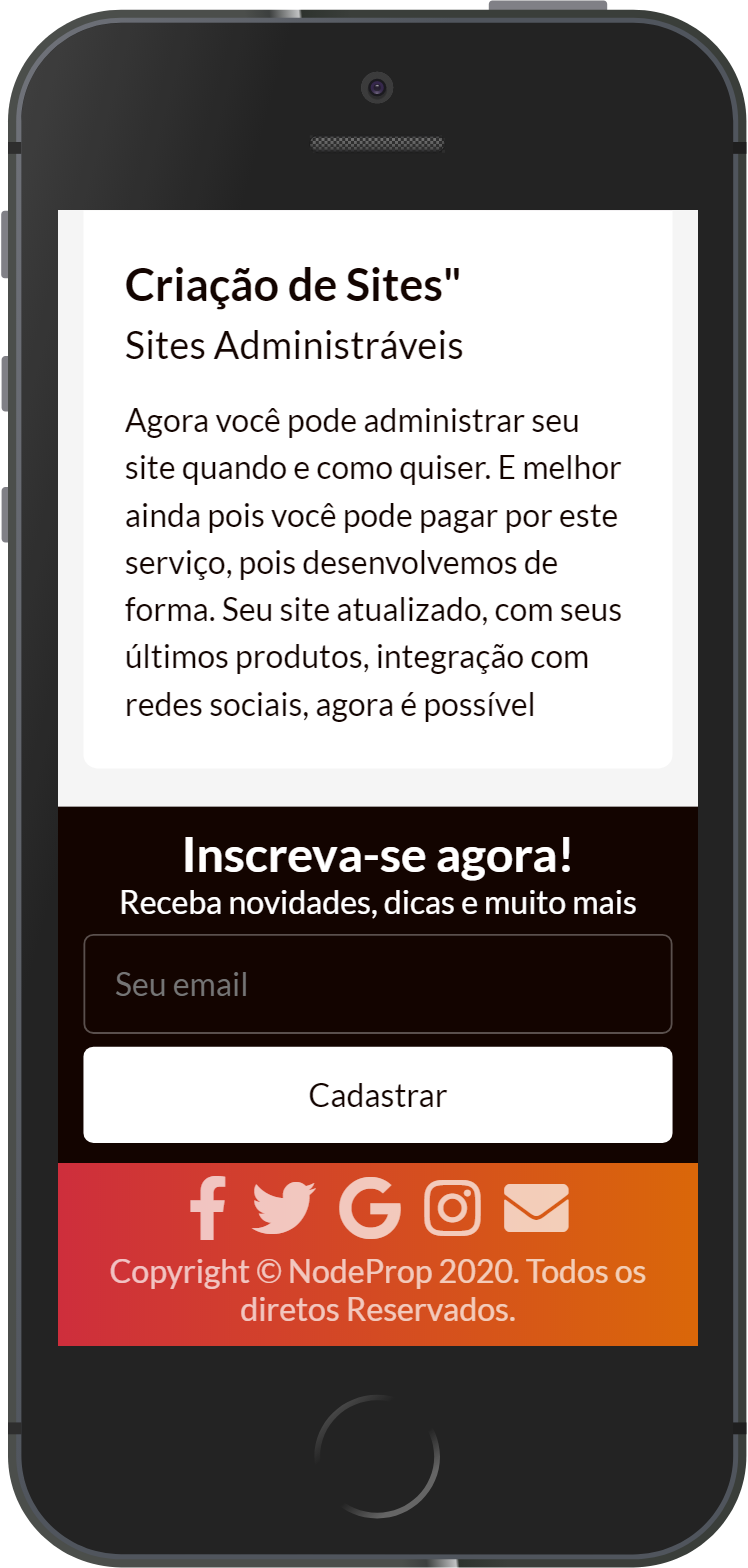 Criação de Sites"
Sites Administráveis
Agora você pode administrar seu
site quando e como quiser. E melhor
ainda pois você pode pagar por este
serviço, pois desenvolvemos de
forma. Seu site atualizado, com seus
últimos produtos, integração com
redes sociais, agora é possível
Inscreva-se agora!
Receba novidades, dicas e muito mais
Seu email
Cadastrar
Copyright © NodeProp 2020. Todos os
diretos Reservados.